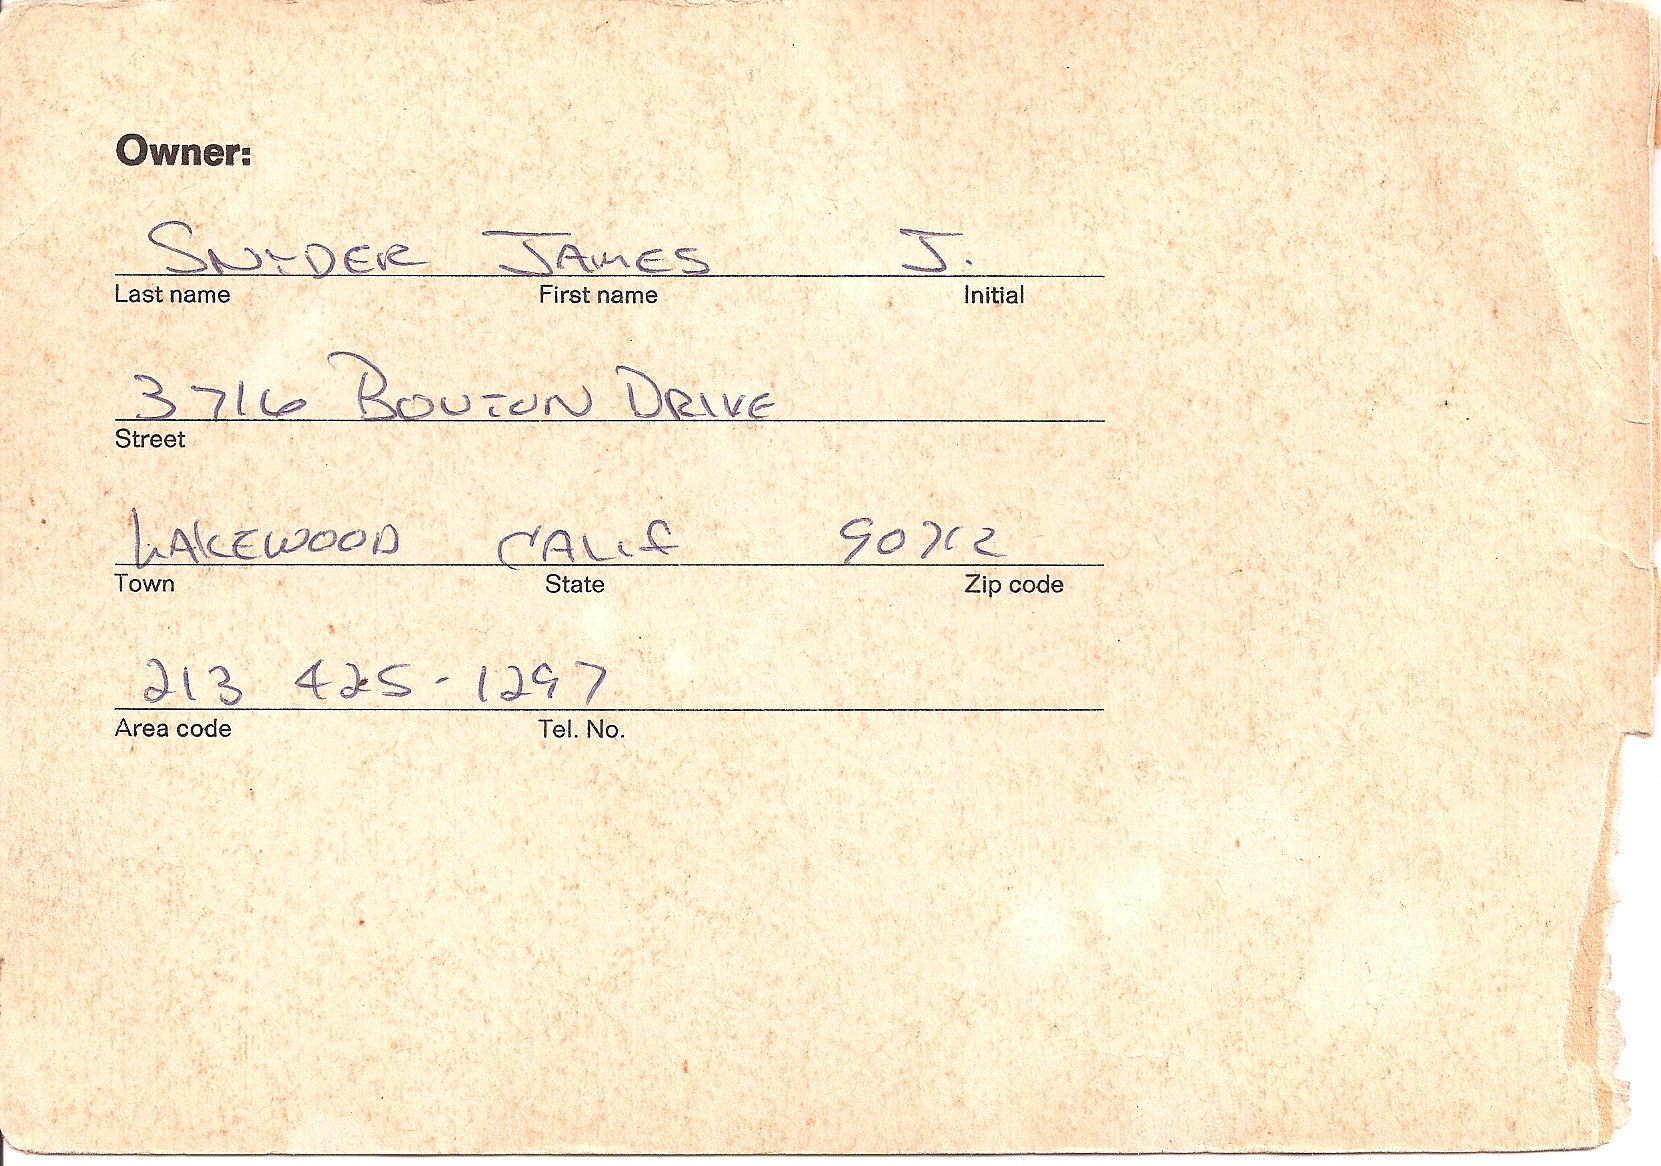 Owner:
SNYDER JAMES J.
Last name First name Initial
3716 BOUTON DRIVE
Street
LAKEWOOD CALIF 90712
Town State Zip code
213 425-1297
Area code Tel. No.